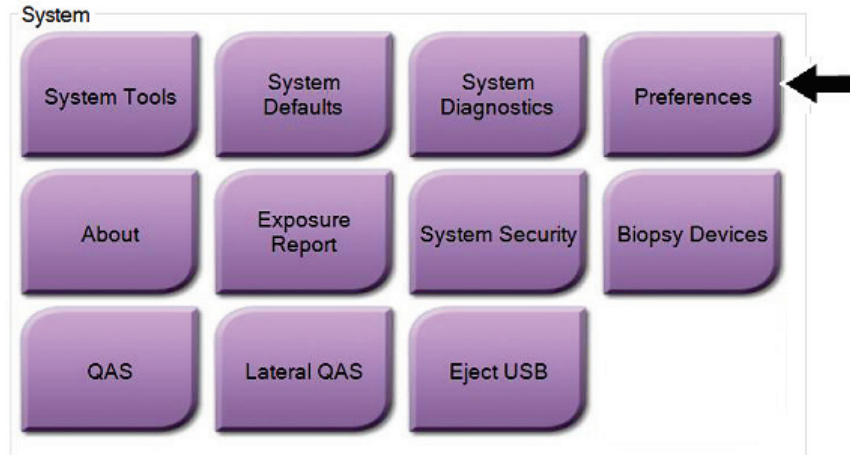 System
System Tools
System
Defaults
System
Diagnostics
Preferences
About
Exposure
Report
System Security
Biopsy Devices
QAS
Lateral QAS
Eject USB